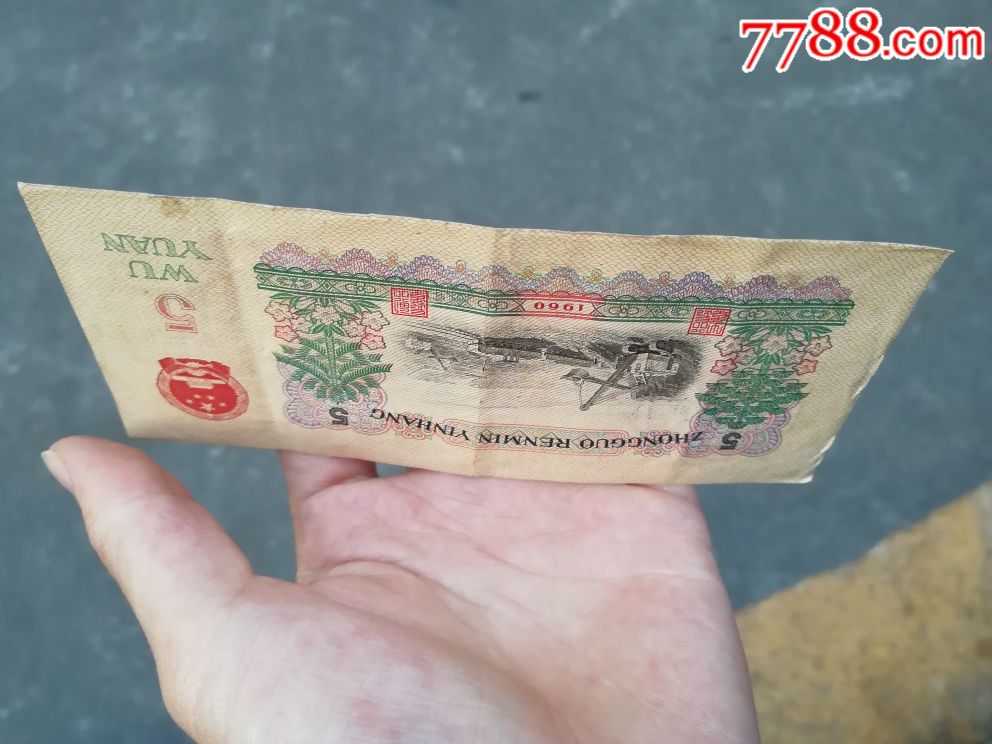 7788.com
ZHONGGUO RENMIN YINHANG
5
5
5
WU
YUAN
1960